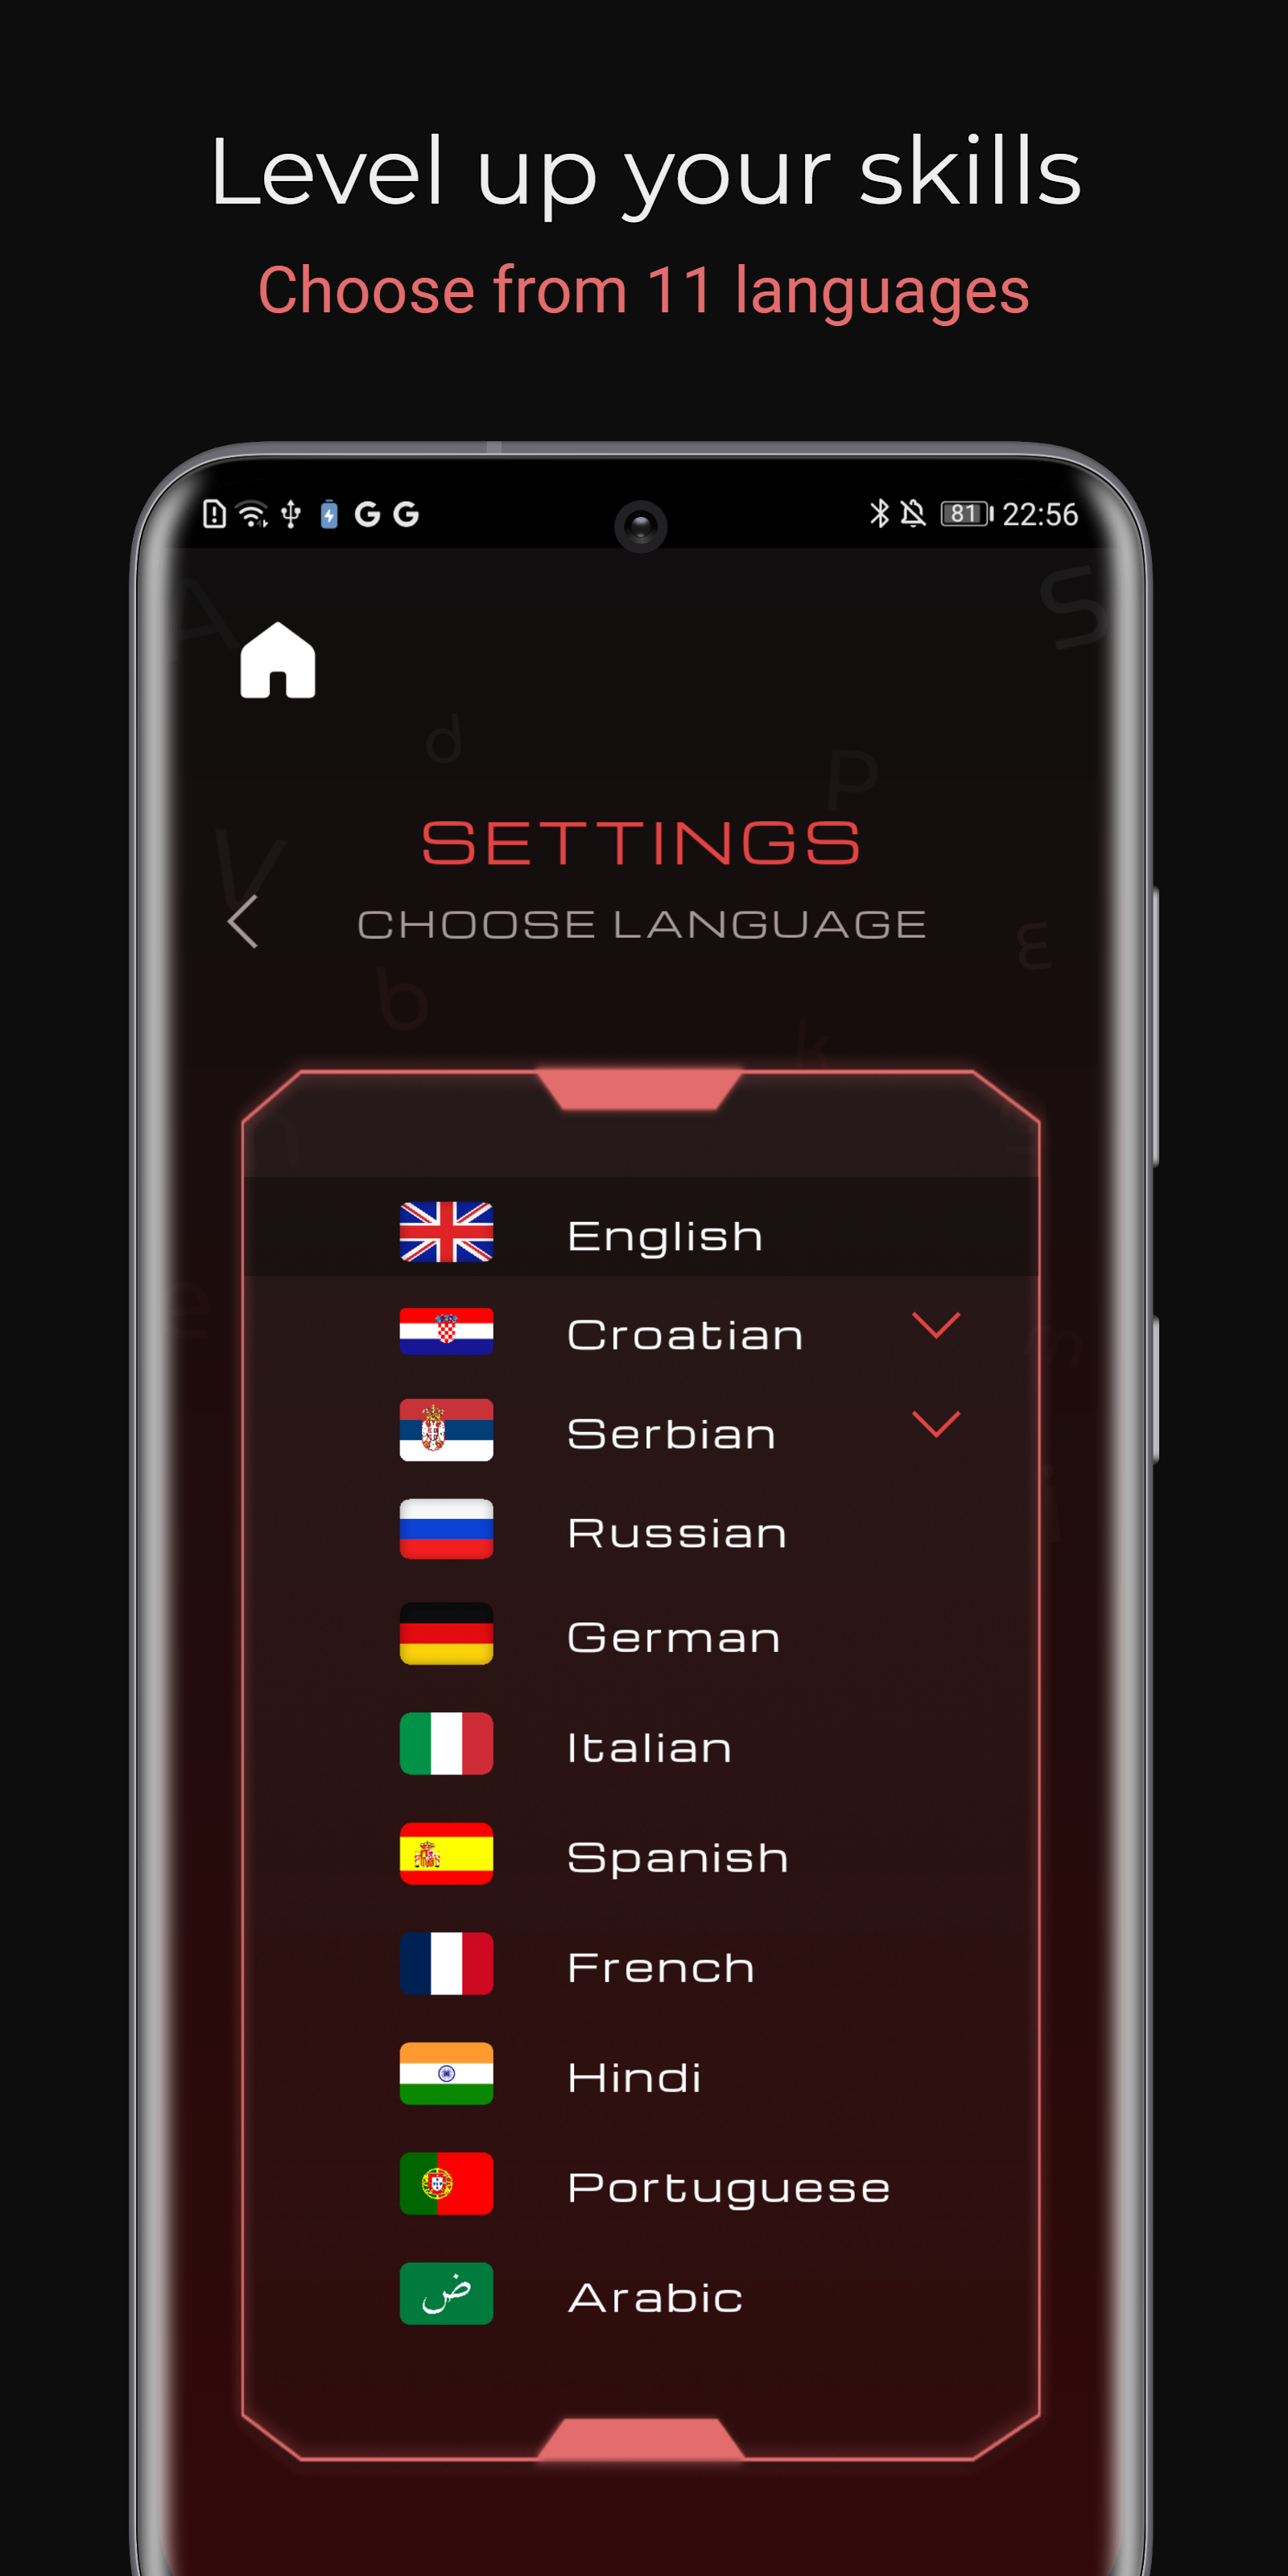 Level up your skills
Choose from 11 languages
G G 81 22:56
A
S
d
P
SETTINGS
V
CHOOSE LANGUAGE
ε
b
k
n
English
e
Croatian
m
Serbian
i
Russian
German
Italian
Spanish
French
Hindi
Portuguese
ض Arabic